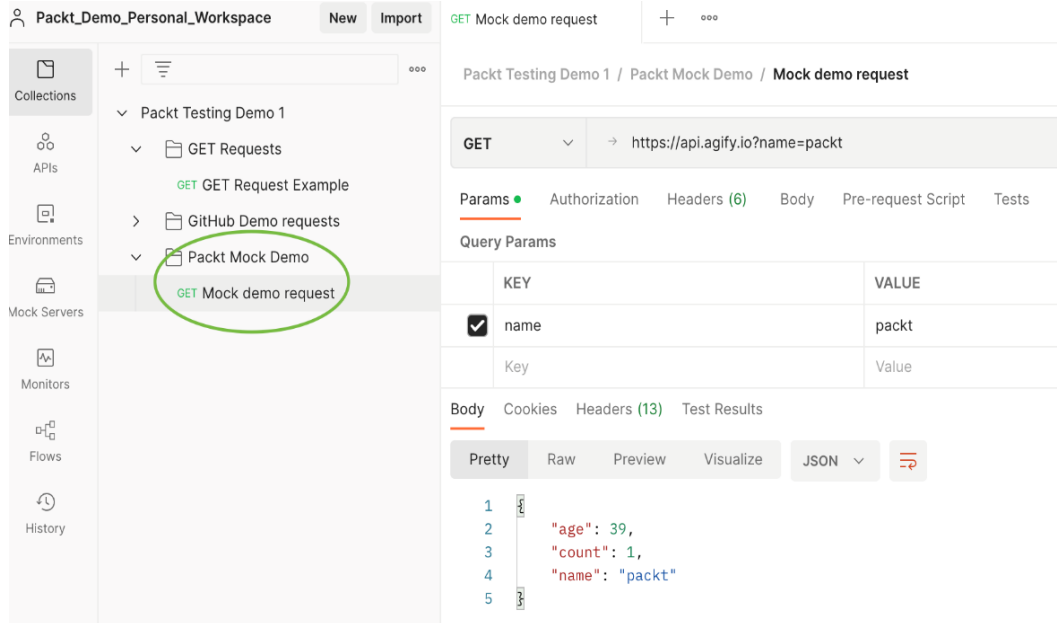 Packt_Demo_Personal_Workspace New Import
Collections
APIs
Environments
Mock Servers
Monitors
Flows
History
Packt Testing Demo 1
GET Requests
GET GET Request Example
GitHub Demo requests
Packt Mock Demo
GET Mock demo request
GET Mock demo request
Packt Testing Demo 1 / Packt Mock Demo / Mock demo request
GET https://api.agify.io?name=packt
Params Authorization Headers (6) Body Pre-request Script Tests
Query Params
KEY VALUE
name packt
Key Value
Body Cookies Headers (13) Test Results
Pretty Raw Preview Visualize JSON
1 {
2 "age": 39,
3 "count": 1,
4 "name": "packt"
5 }